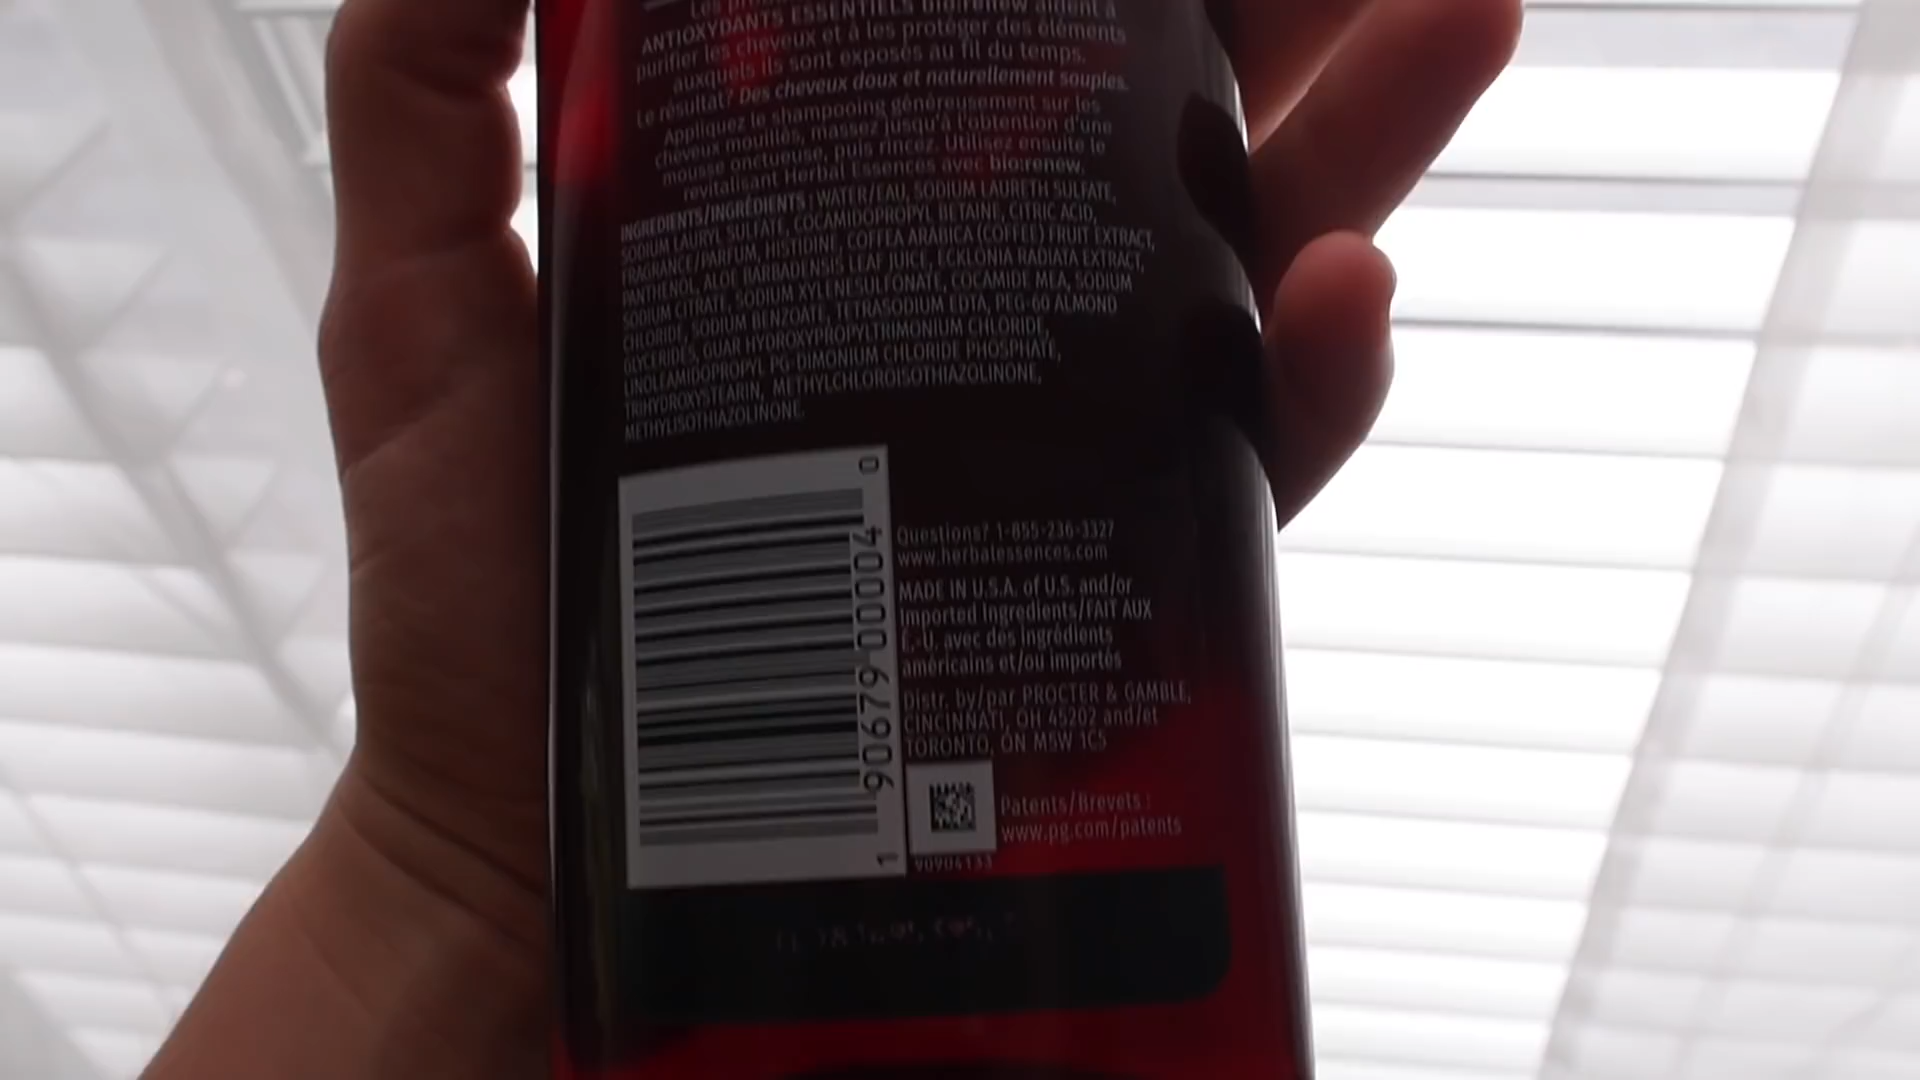 ANTIOXYDANTS ESSENTIELS bio:renew aident à
purifier les cheveux et à les protéger des éléments
auxquels ils sont exposés au fil du temps.
Le résultat? Des cheveux doux et naturellement souples.
Appliquez le shampooing généreusement sur les
cheveux mouillés, massez jusqu'à l'obtention d'une
mousse onctueuse, puis rincez. Utilisez ensuite le
revitalisant Herbal Essences avec bio:renew.
INGREDIENTS/INGRÉDIENTS : WATER/EAU, SODIUM LAURETH SULFATE,
SODIUM LAURYL SULFATE, COCAMIDOPROPYL BETAINE, CITRIC ACID,
FRAGRANCE/PARFUM, HISTIDINE, COFFEA ARABICA (COFFEE) FRUIT EXTRACT,
PANTHENOL, ALOE BARBADENSIS LEAF JUICE, ECKLONIA RADIATA EXTRACT,
SODIUM CITRATE, SODIUM XYLENESULFONATE, COCAMIDE MEA, SODIUM
CHLORIDE, SODIUM BENZOATE, TETRASODIUM EDTA, PEG-60 ALMOND
GLYCERIDES, GUAR HYDROXYPROPYLTRIMONIUM CHLORIDE,
LINOLEAMIDOPROPYL PG-DIMONIUM CHLORIDE PHOSPHATE,
TRIHYDROXYSTEARIN, METHYLCHLOROISOTHIAZOLINONE,
METHYLISOTHIAZOLINONE.
1 90679 00004 0
Questions? 1-855-236-3327
www.herbalessences.com
MADE IN U.S.A. of U.S. and/or
imported ingredients/FAIT AUX
É.-U. avec des ingrédients
américains et/ou importés
Distr. by/par PROCTER & GAMBLE,
CINCINNATI, OH 45202 and/et
TORONTO, ON M5W 1C5
Patents/Brevets :
www.pg.com/patents
90904133